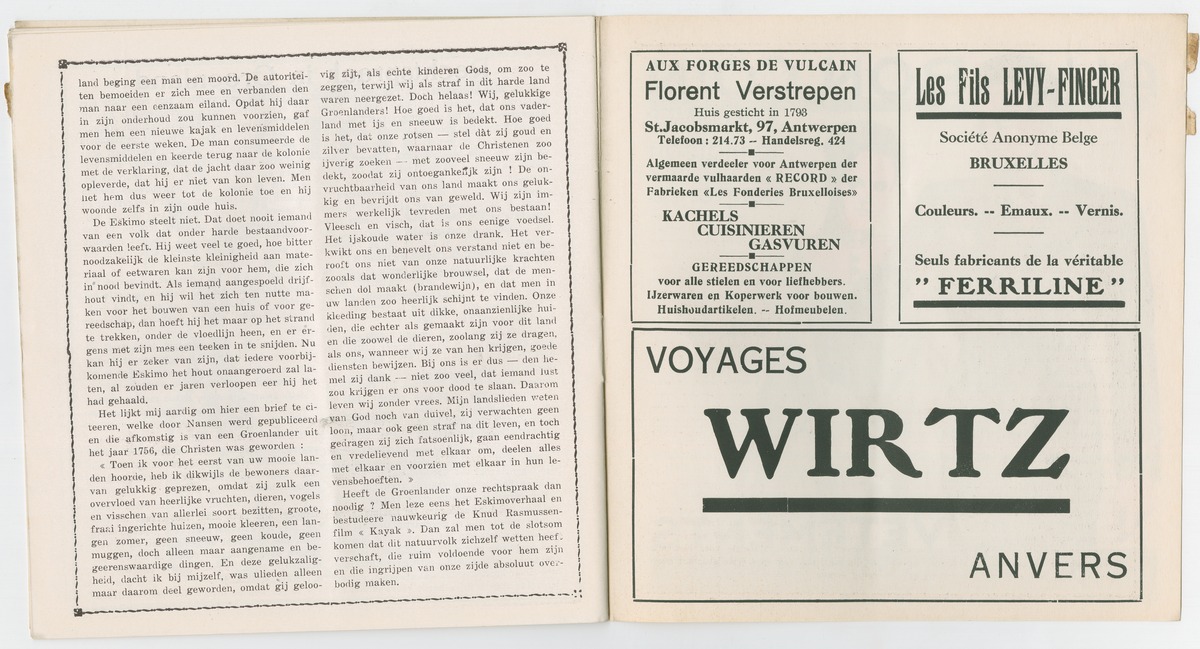 land beging een man een moord. De autoritei-
ten bemoeiden er zich mee en verbanden den
man naar een eenzaam eiland. Opdat hij daar
in zijn onderhoud zou kunnen voorzien, gaf
men hem een nieuwe kajak en levensmiddelen
voor de eerste weken. De man consumeerde de
levensmiddelen en keerde terug naar de kolonie
met de verklaring, dat de jacht daar zoo weinig
opleverde, dat hij er niet van kon leven. Men
liet hem dus weer tot de kolonie toe en hij
woonde zelfs in zijn oude huis.
De Eskimo steelt niet. Dat doet nooit iemand
van een volk dat onder harde bestaandvoor-
waarden leeft. Hij weet veel te goed, hoe bitter
noodzakelijk de kleinste kleinigheid aan mate-
riaal of eetwaren kan zijn voor hem, die zich
in nood bevindt. Als iemand aangespoeld drijf-
hout vindt, en hij wil het zich ten nutte ma-
ken voor het bouwen van een huis of voor ge-
reedschap, dan hoeft hij het maar op het strand
te trekken, onder de vloedlijn heen, en er er-
gens met zijn mes een teeken in te snijden. Nu
kan hij er zeker van zijn, dat iedere voorbij-
komende Eskimo het hout onaangeroerd zal la-
ten, al zouden er jaren verloopen eer hij het
had gehaald.
Het lijkt mij aardig om hier een brief te ci-
teeren, welke door Nansen werd gepubliceerd
en die afkomstig is van een Groenlander uit
het jaar 1756, die Christen was geworden :
« Toen ik voor het eerst van uw mooie lan-
den hoorde, heb ik dikwijls de bewoners daar-
van gelukkig geprezen, omdat zij zulk een
overvloed van heerlijke vruchten, dieren, vogels
en visschen van allerlei soort bezitten, groote,
fraai ingerichte huizen, mooie kleeren, een lan-
gen zomer, geen sneeuw, geen koude, geen
muggen, doch alleen maar aangename en be-
geerenswaardige dingen. En deze gelukzalig-
heid, dacht ik bij mijzelf, was ulieden alleen
maar daarom deel geworden, omdat gij geloo-
vig zijt, als echte kinderen Gods, om zoo te
zeggen, terwijl wij als straf in dit harde land
waren neergezet. Doch helaas! Wij, gelukkige
Groenlanders! Hoe goed is het, dat ons vader-
land met ijs en sneeuw is bedekt. Hoe goed
is het, dat onze rotsen — stel dàt zij goud en
zilver bevatten, waarnaar de Christenen zoo
ijverig zoeken — met zooveel sneeuw zijn be-
dekt, zoodat zij ontoegankelijk zijn ! De on-
vruchtbaarheid van ons land maakt ons geluk-
kig en bevrijdt ons van geweld. Wij zijn im-
mers werkelijk tevreden met ons bestaan!
Vleesch en visch, dat is ons eenige voedsel.
Het ijskoude water is onze drank. Het ver-
kwikt ons en benevelt ons verstand niet en be-
rooft ons niet van onze natuurlijke krachten
zooals dat wonderlijke brouwsel, dat de men-
schen dol maakt (brandewijn), en dat men in
uw landen zoo heerlijk schijnt te vinden. Onze
kleeding bestaat uit dikke, onaanzienlijke hui-
den, die echter als gemaakt zijn voor dit land
en die zoowel de dieren, zoolang zij ze dragen,
als ons, wanneer wij ze van hen krijgen, goede
diensten bewijzen. Bij ons is er dus — den he-
mel zij dank — niet zoo veel, dat iemand lust
zou krijgen er ons voor dood te slaan. Daarom
leven wij zonder vrees. Mijn landslieden weten
van God noch van duivel, zij verwachten geen
loon, maar ook geen straf na dit leven, en toch
gedragen zij zich fatsoenlijk, gaan eendrachtig
en vredelievend met elkaar om, deelen alles
met elkaar en voorzien met elkaar in hun le-
vensbehoeften. »
Heeft de Groenlander onze rechtspraak dan
noodig ? Men leze eens het Eskimoverhaal en
bestudeere nauwkeurig de Knud Rasmussen-
film « Kayak ». Dan zal men tot de slotsom
komen dat dit natuurvolk zichzelf wetten heeft
verschaft, die ruim voldoende voor hem zijn
en die ingrijpen van onze zijde absoluut over-
bodig maken.
AUX FORGES DE VULCAIN
Florent Verstrepen
Huis gesticht in 1793
St.Jacobsmarkt, 97, Antwerpen
Telefoon : 214.73 -- Handelsreg. 424
Algemeen verdeeler voor Antwerpen der
vermaarde vulhaarden « RECORD » der
Fabrieken «Les Fonderies Bruxelloises»
KACHELS
CUISINIEREN
GASVUREN
GEREEDSCHAPPEN
voor alle stielen en voor liefhebbers.
IJzerwaren en Koperwerk voor bouwen.
Huishoudartikelen. -- Hofmeubelen.
Les Fils LEVY-FINGER
Société Anonyme Belge
BRUXELLES
Couleurs. -- Emaux. -- Vernis.
Seuls fabricants de la véritable
" FERRILINE "
VOYAGES
WIRTZ
ANVERS